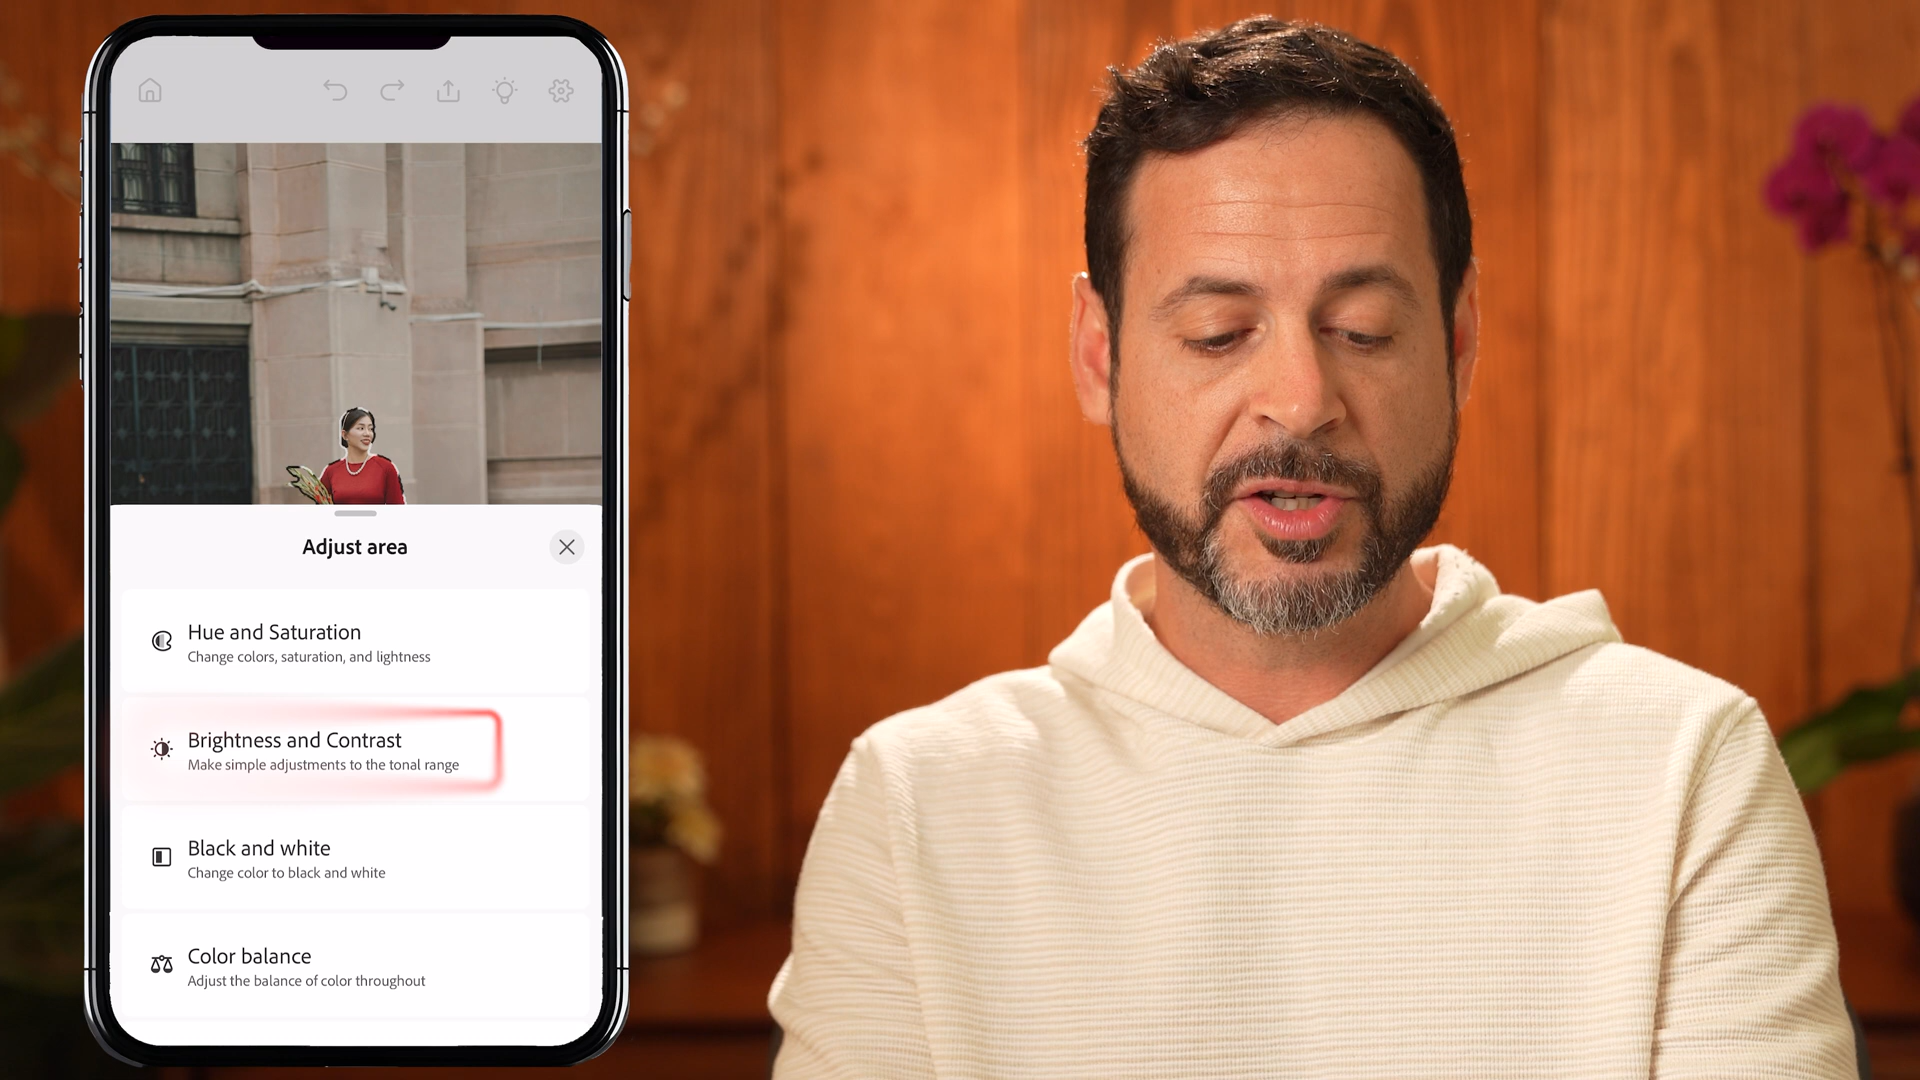 Adjust area
Hue and Saturation
Change colors, saturation, and lightness
Brightness and Contrast
Make simple adjustments to the tonal range
Black and white
Change color to black and white
Color balance
Adjust the balance of color throughout